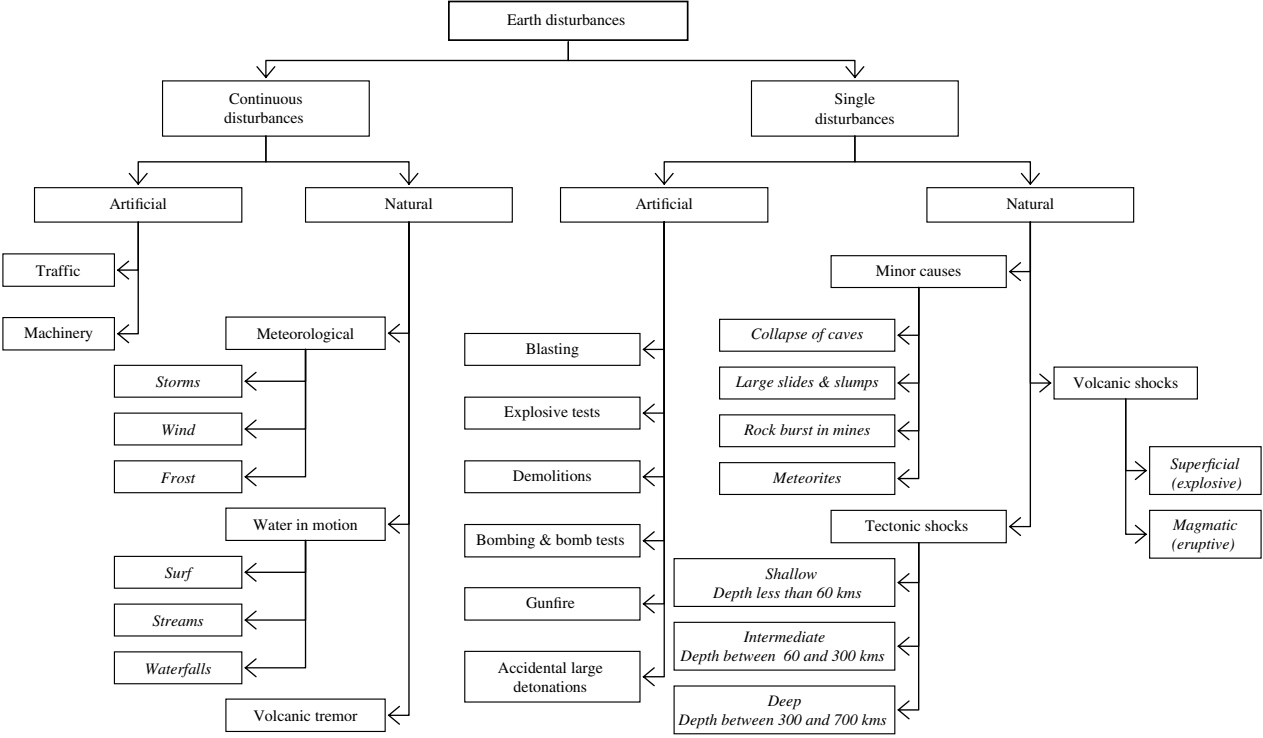 Earth disturbances
Continuous
disturbances
Single
disturbances
Artificial
Natural
Artificial
Natural
Traffic
Machinery
Meteorological
Storms
Wind
Frost
Water in motion
Surf
Streams
Waterfalls
Volcanic tremor
Blasting
Explosive tests
Demolitions
Bombing & bomb tests
Gunfire
Accidental large
detonations
Minor causes
Collapse of caves
Large slides & slumps
Rock burst in mines
Meteorites
Tectonic shocks
Shallow
Depth less than 60 kms
Intermediate
Depth between 60 and 300 kms
Deep
Depth between 300 and 700 kms
Volcanic shocks
Superficial
(explosive)
Magmatic
(eruptive)